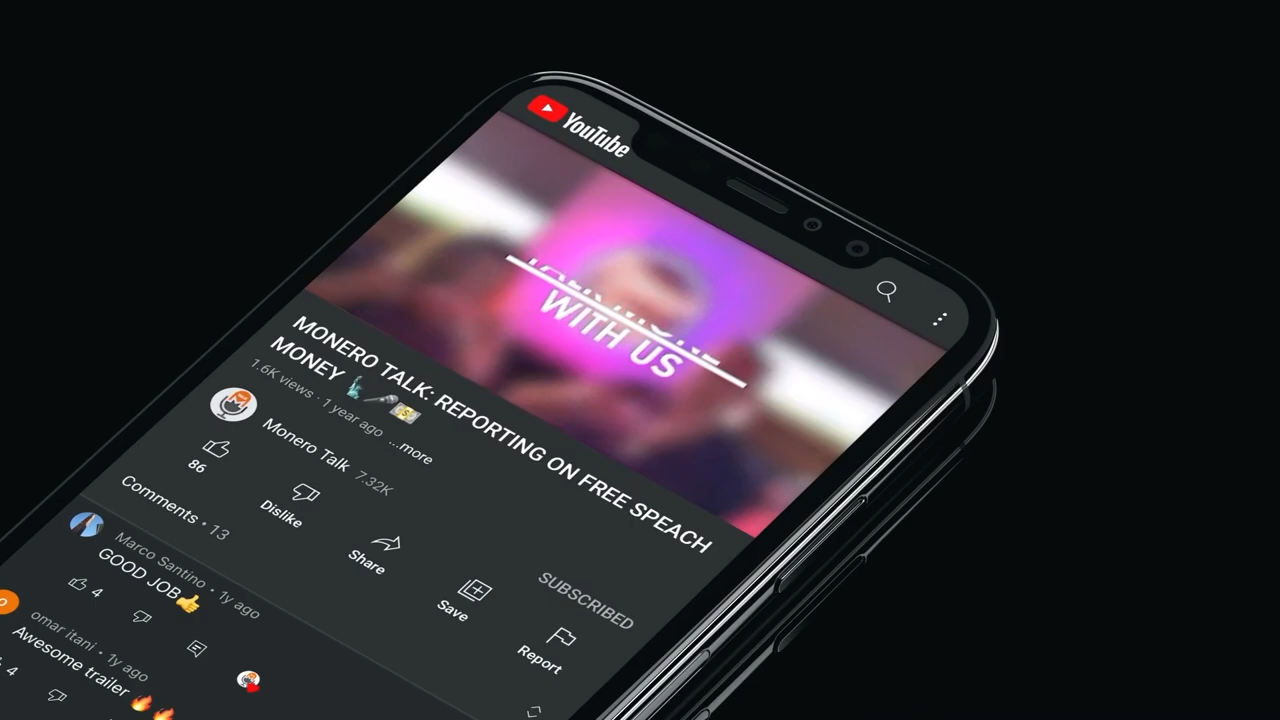 YouTube
WITH US
MONERO TALK: REPORTING ON FREE SPEACH
MONEY 🗽🎤💵
1.6K views · 1 year ago ...more
Monero Talk 7.32K
SUBSCRIBED
86
Dislike
Share
Save
Report
Comments • 13
Marco Santino • 1y ago
GOOD JOB👍
4
omar itani • 1y ago
Awesome trailer 🔥🔥
4